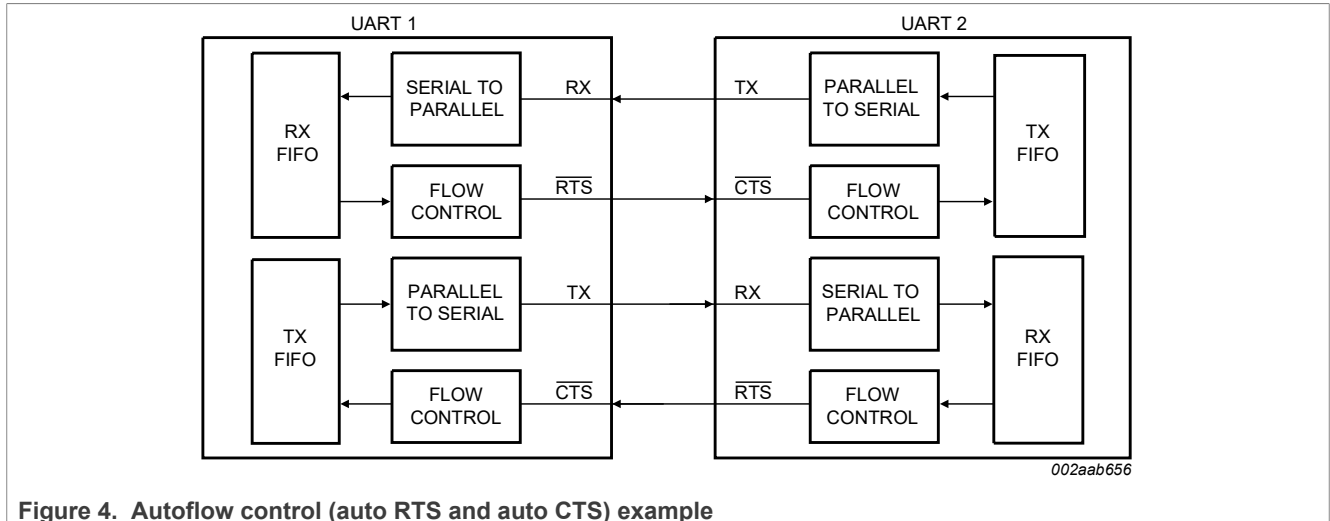 UART 1
UART 2
RX
FIFO
SERIAL TO
PARALLEL
RX
TX
PARALLEL
TO SERIAL
TX
FIFO
FLOW
CONTROL
RTS
CTS
FLOW
CONTROL
TX
FIFO
PARALLEL
TO SERIAL
TX
RX
SERIAL TO
PARALLEL
RX
FIFO
FLOW
CONTROL
CTS
RTS
FLOW
CONTROL
002aab656
Figure 4. Autoflow control (auto RTS and auto CTS) example